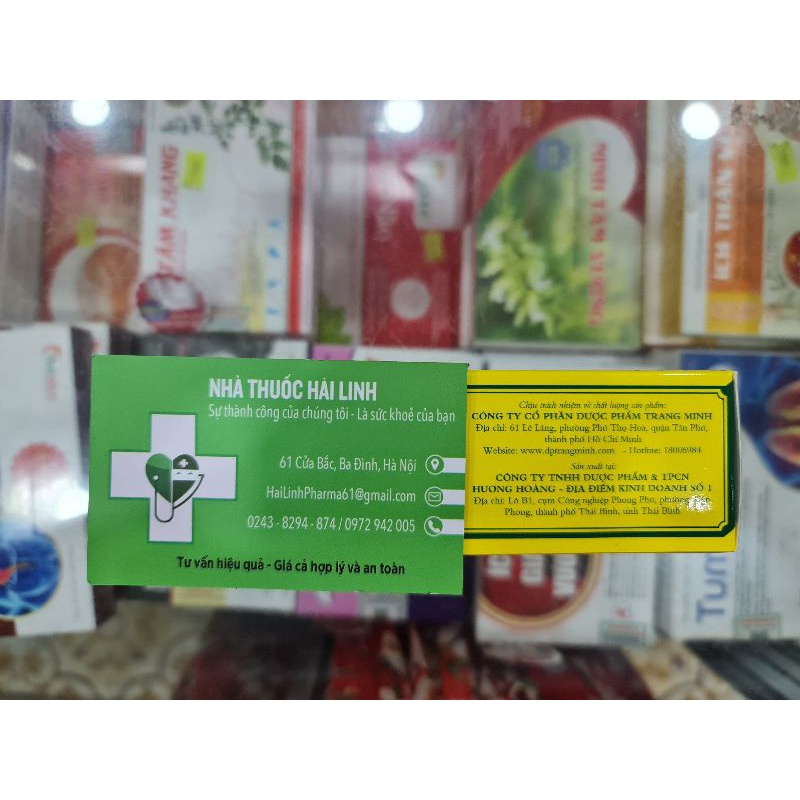 TÂM KHANG
ÍCH THẬN
NHÀ THUỐC HẢI LINH
Sự thành công của chúng tôi - Là sức khoẻ của bạn
61 Cửa Bắc, Ba Đình, Hà Nội
HaiLinhPharma61@gmail.com
0243 - 8294 - 874 / 0972 942 005
Tư vấn hiệu quả - Giá cả hợp lý và an toàn
Chịu trách nhiệm về chất lượng sản phẩm:
CÔNG TY CỔ PHẦN DƯỢC PHẨM TRANG MINH
Địa chỉ: 61 Lê Lăng, phường Phú Thọ Hoà, quận Tân Phú,
thành phố Hồ Chí Minh
Website: www.dptrangminh.com - Hotline: 18006984
Sản xuất tại:
CÔNG TY TNHH DƯỢC PHẨM & TPCN
HƯƠNG HOÀNG - ĐỊA ĐIỂM KINH DOANH SỐ 1
Địa chỉ: Lô B1, cụm Công nghiệp Phong Phú, phường
Phong, thành phố Thái Bình, tỉnh Thái Bình
Tum